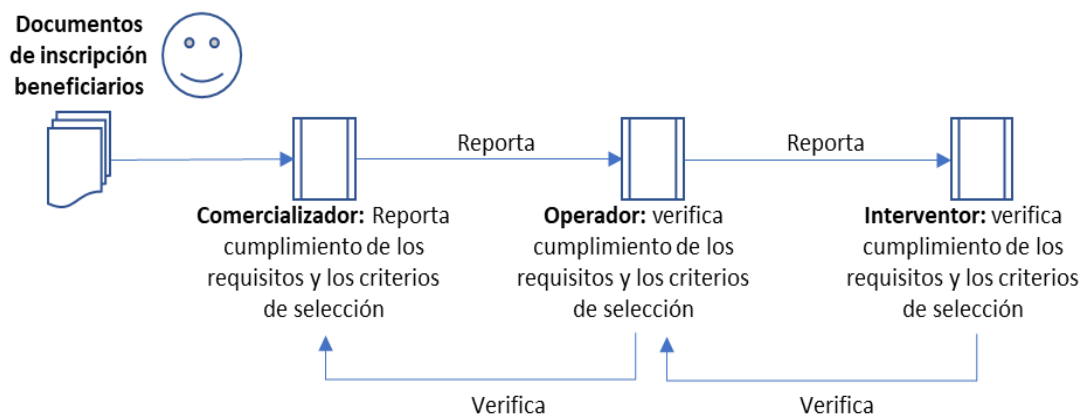 Documentos
de inscripción
beneficiarios
Reporta
Reporta
Comercializador: Reporta
cumplimiento de los
requisitos y los criterios
de selección
Operador: verifica
cumplimiento de los
requisitos y los criterios
de selección
Interventor: verifica
cumplimiento de los
requisitos y los criterios
de selección
Verifica
Verifica